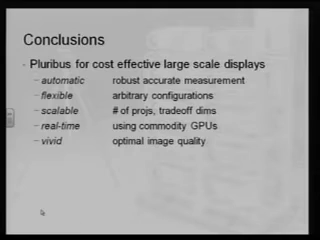 Conclusions
· Pluribus for cost effective large scale displays
– automatic robust accurate measurement
– flexible arbitrary configurations
– scalable # of projs, tradeoff dims
– real-time using commodity GPUs
– vivid optimal image quality